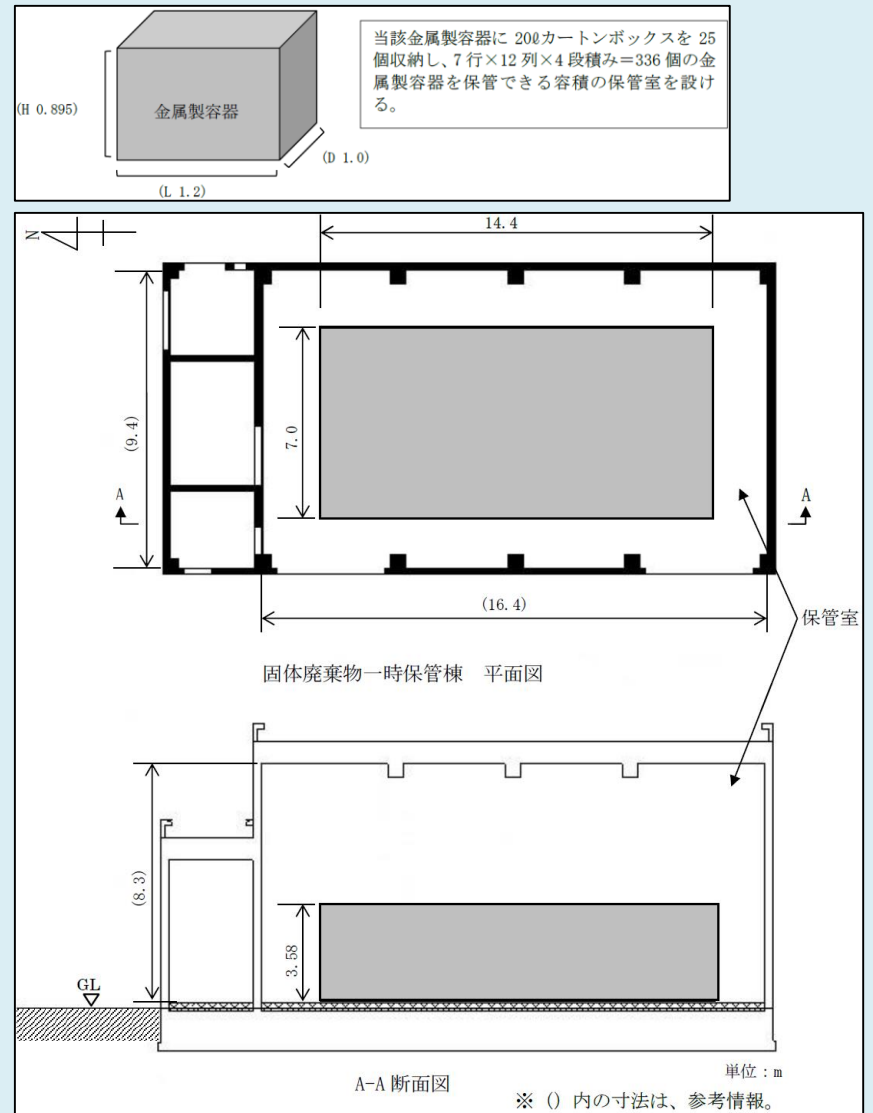 当該金属製容器に 20ℓカートンボックスを 25
個収納し、7 行×12 列×4 段積み＝336 個の金
属製容器を保管できる容積の保管室を設け
る。
(H 0.895)
金属製容器
(D 1.0)
(L 1.2)
N
14.4
(9.4)
7.0
A
A
(16.4)
保管室
固体廃棄物一時保管棟 平面図
(8.3)
3.58
GL
A-A 断面図
単位：m
※ () 内の寸法は、参考情報。